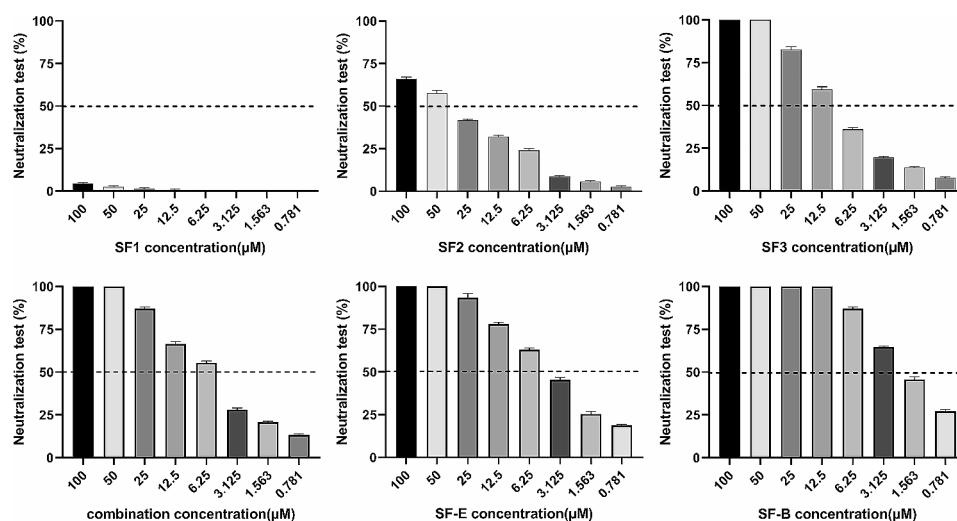 Neutralization test (%)
100
75
50
25
0
100 50 25 12.5 6.25 3.125 1.563 0.781
SF1 concentration(μM)
Neutralization test (%)
100
75
50
25
0
100 50 25 12.5 6.25 3.125 1.563 0.781
SF2 concentration(μM)
Neutralization test (%)
100
75
50
25
0
100 50 25 12.5 6.25 3.125 1.563 0.781
SF3 concentration(μM)
Neutralization test (%)
100
75
50
25
0
100 50 25 12.5 6.25 3.125 1.563 0.781
combination concentration(μM)
Neutralization test (%)
100
75
50
25
0
100 50 25 12.5 6.25 3.125 1.563 0.781
SF-E concentration(μM)
Neutralization test (%)
100
75
50
25
0
100 50 25 12.5 6.25 3.125 1.563 0.781
SF-B concentration(μM)